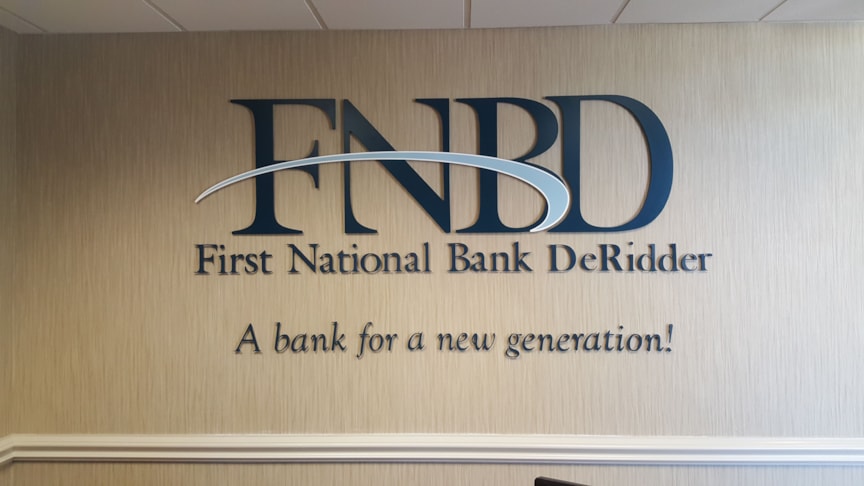 FNBD
First National Bank DeRidder
A bank for a new generation!